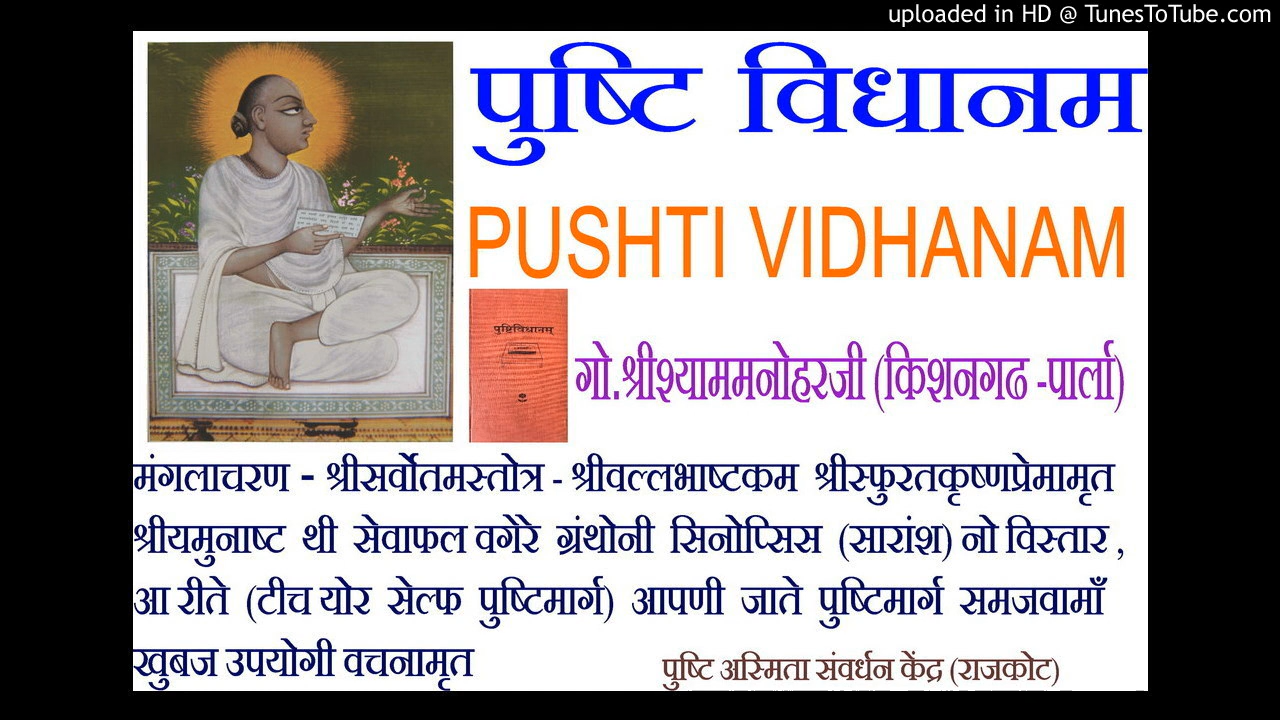 uploaded in HD @ TunesToTube.com
पुष्टि विधानम
PUSHTI VIDHANAM
पुष्टिविधानम्
गो.श्रीश्याममनोहरजी (किशनगढ -पार्ला)
मंगलाचरण - श्रीसर्वोतमस्तोत्र - श्रीवल्लभाष्टकम श्रीस्फुरतकृष्णप्रेमामृत
श्रीयमुनाष्ट थी सेवाफल वगेरे ग्रंथोनी सिनोप्सिस (सारांश) नो विस्तार ,
आ रीते (टीच योर सेल्फ पुष्टिमार्ग) आपणी जाते पुष्टिमार्ग समजवामाँ
खुबज उपयोगी वचनामृत
पुष्टि अस्मिता संवर्धन केंद्र (राजकोट)